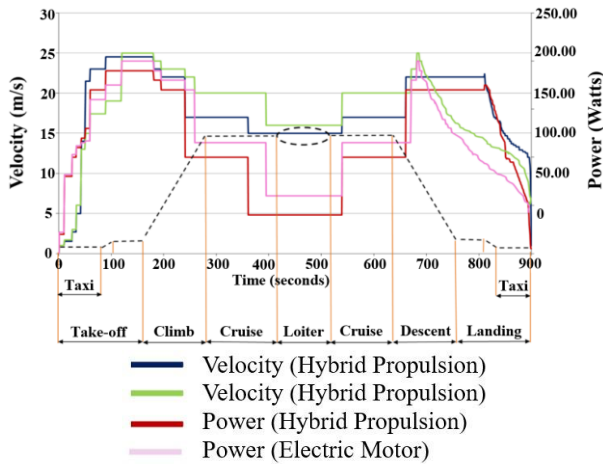 30
25
20
15
10
5
0
Velocity (m/s)
250.00
200.00
150.00
100.00
50.00
0
Power (Watts)
0 100 200 300 400 500 600 700 800 900
Time (seconds)
Taxi
Taxi
Take-off Climb Cruise Loiter Cruise Descent Landing
Velocity (Hybrid Propulsion)
Velocity (Hybrid Propulsion)
Power (Hybrid Propulsion)
Power (Electric Motor)